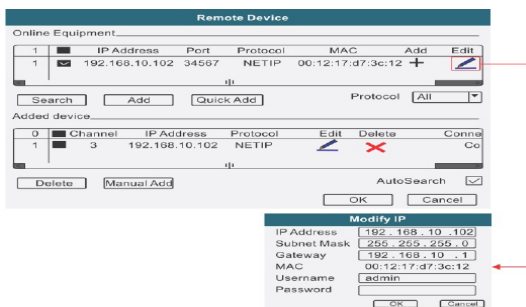 Remote Device
Online Equipment
1 IP Address Port Protocol MAC Add Edit
1 192.168.10.102 34567 NETIP 00:12:17:d7:3c:12
Search Add Quick Add Protocol All
Added device
0 Channel IP Address Protocol Edit Delete Conne
1 3 192.168.10.102 NETIP Co
Delete Manual Add AutoSearch
OK Cancel
Modify IP
IP Address 192 . 168 . 10 .102
Subnet Mask 255 . 255 . 255 . 0
Gateway 192 . 168 . 10 . 1
MAC 00:12:17:d7:3c:12
Username admin
Password
OK Cancel